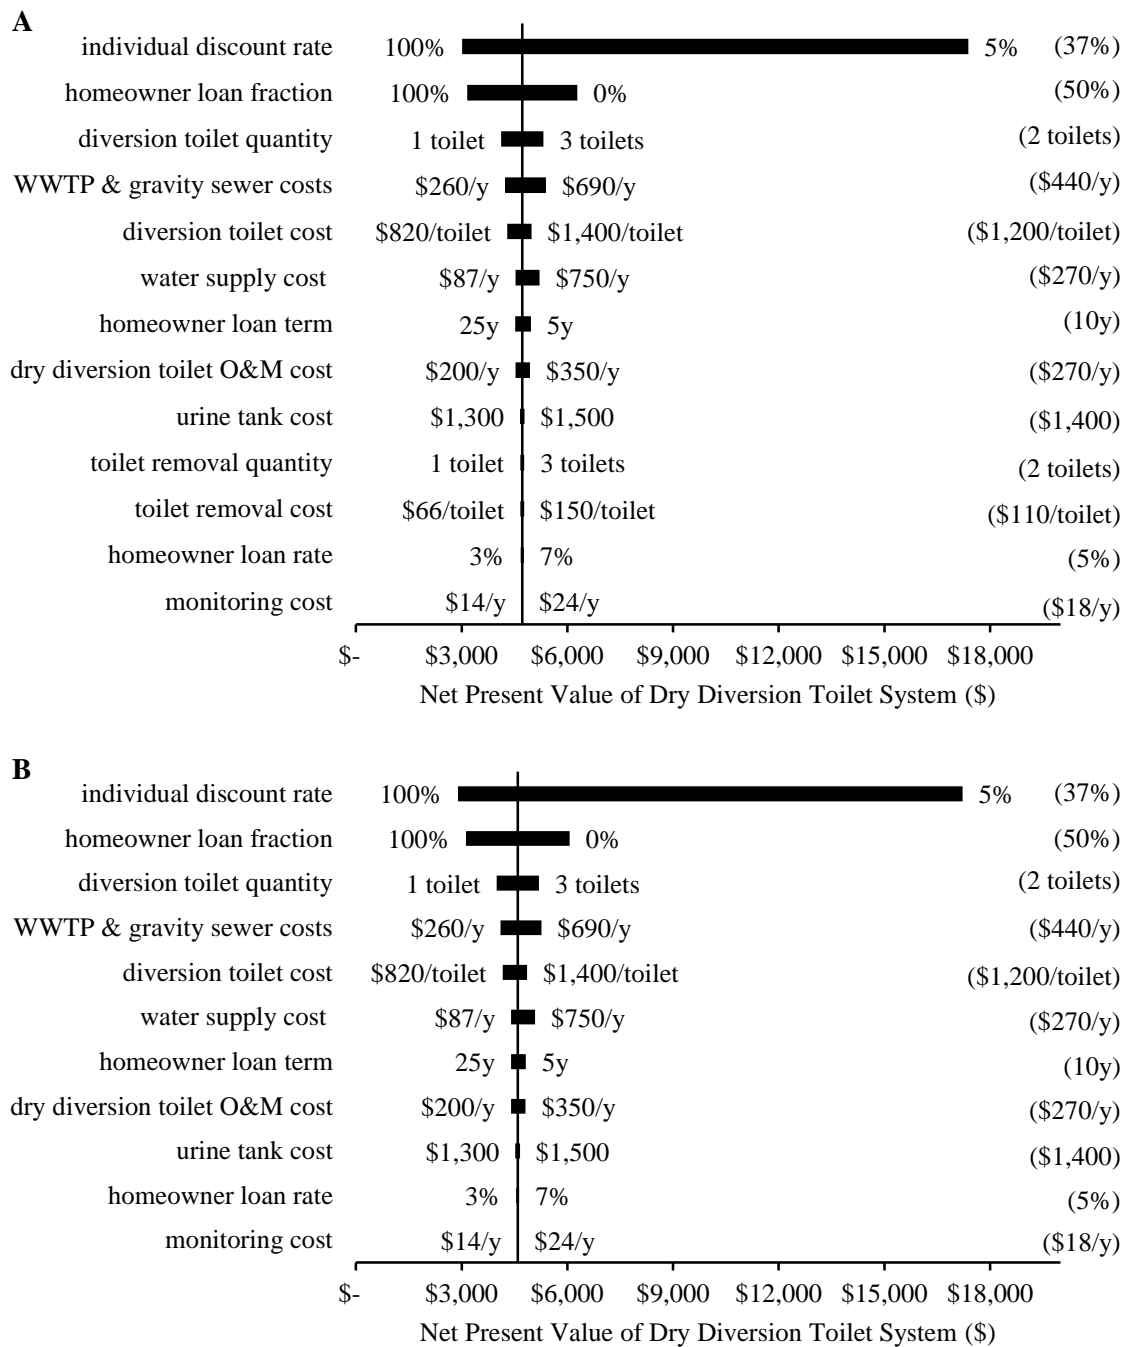 A
individual discount rate 100% 5% (37%)
homeowner loan fraction 100% 0% (50%)
diversion toilet quantity 1 toilet 3 toilets (2 toilets)
WWTP & gravity sewer costs $260/y $690/y ($440/y)
diversion toilet cost $820/toilet $1,400/toilet ($1,200/toilet)
water supply cost $87/y $750/y ($270/y)
homeowner loan term 25y 5y (10y)
dry diversion toilet O&M cost $200/y $350/y ($270/y)
urine tank cost $1,300 $1,500 ($1,400)
toilet removal quantity 1 toilet 3 toilets (2 toilets)
toilet removal cost $66/toilet $150/toilet ($110/toilet)
homeowner loan rate 3% 7% (5%)
monitoring cost $14/y $24/y ($18/y)
$- $3,000 $6,000 $9,000 $12,000 $15,000 $18,000
Net Present Value of Dry Diversion Toilet System ($)
B
individual discount rate 100% 5% (37%)
homeowner loan fraction 100% 0% (50%)
diversion toilet quantity 1 toilet 3 toilets (2 toilets)
WWTP & gravity sewer costs $260/y $690/y ($440/y)
diversion toilet cost $820/toilet $1,400/toilet ($1,200/toilet)
water supply cost $87/y $750/y ($270/y)
homeowner loan term 25y 5y (10y)
dry diversion toilet O&M cost $200/y $350/y ($270/y)
urine tank cost $1,300 $1,500 ($1,400)
homeowner loan rate 3% 7% (5%)
monitoring cost $14/y $24/y ($18/y)
$- $3,000 $6,000 $9,000 $12,000 $15,000 $18,000
Net Present Value of Dry Diversion Toilet System ($)